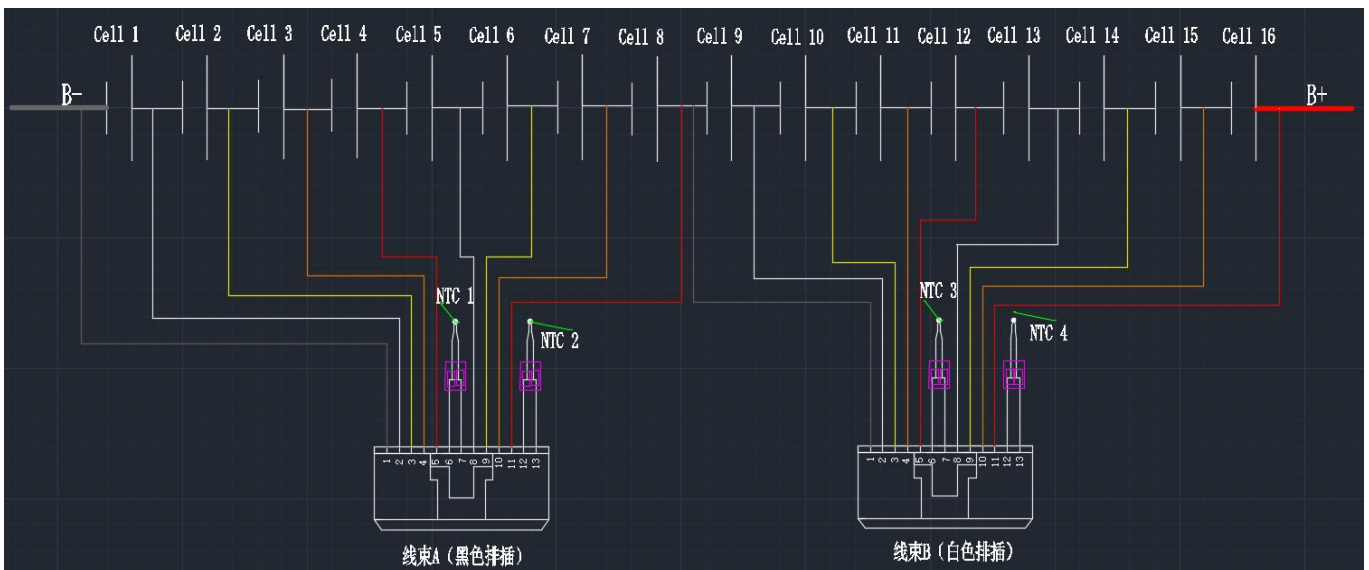 Cell 1 Cell 2 Cell 3 Cell 4 Cell 5 Cell 6 Cell 7 Cell 8 Cell 9 Cell 10 Cell 11 Cell 12 Cell 13 Cell 14 Cell 15 Cell 16
B- B+
NTC 1 NTC 3
NTC 2 NTC 4
1 2 3 4 5 6 7 8 9 10 11 12 13 1 2 3 4 5 6 7 8 9 10 11 12 13
线束A（黑色排插） 线束B（白色排插）